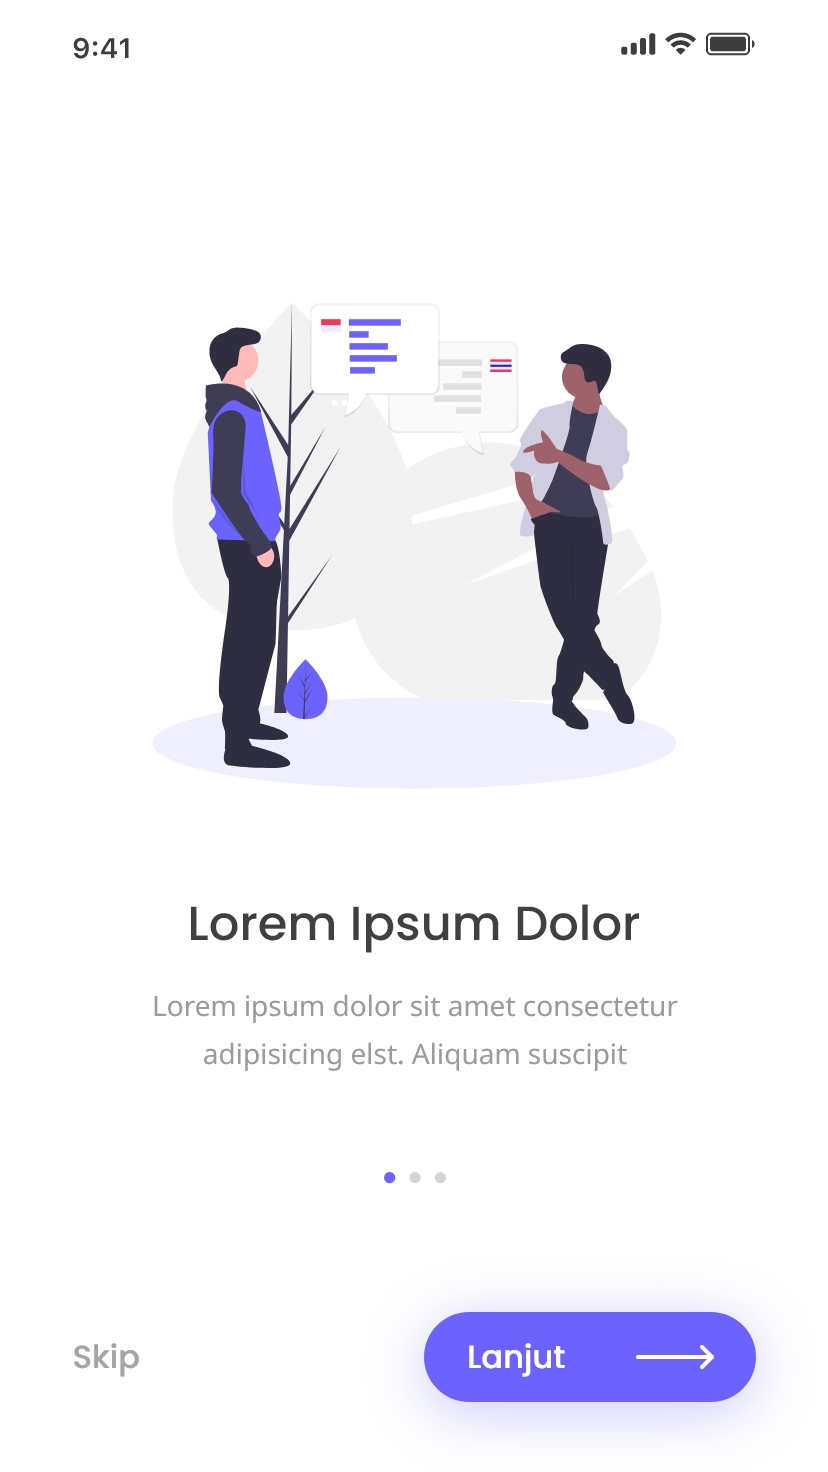 9:41
Lorem Ipsum Dolor
Lorem ipsum dolor sit amet consectetur
adipisicing elst. Aliquam suscipit
Skip
Lanjut